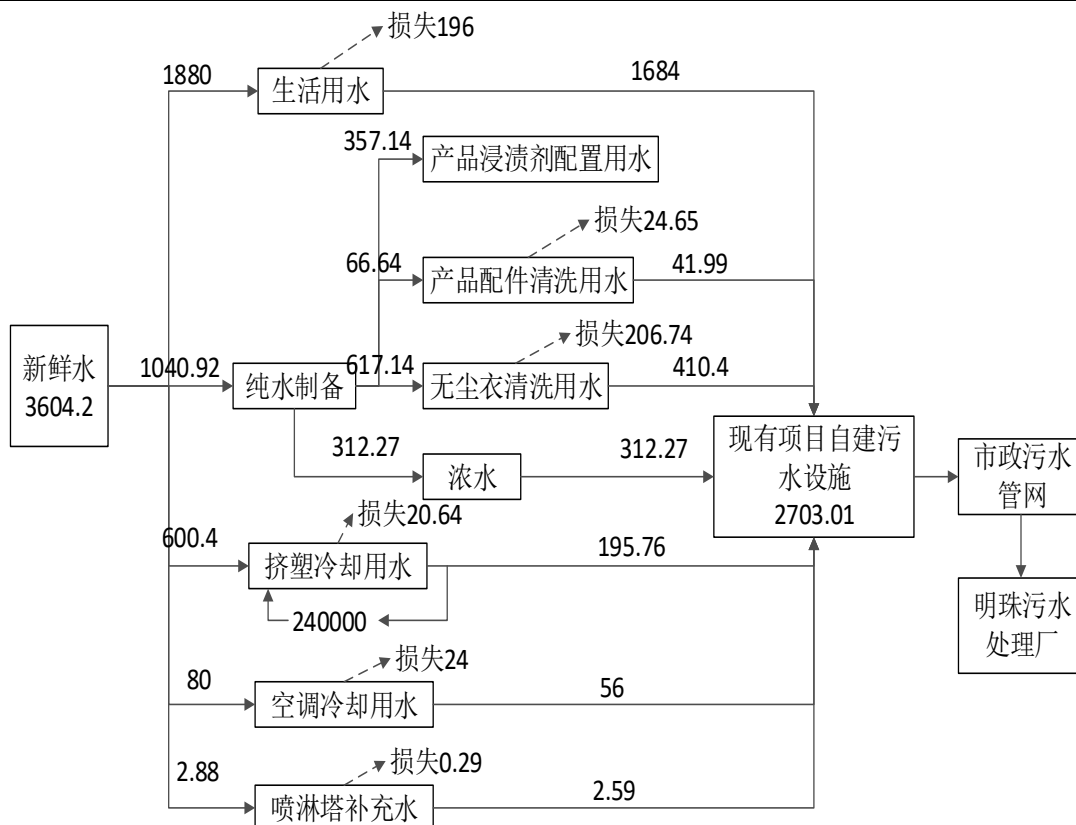 损失196
1880
生活用水
1684
357.14
产品浸渍剂配置用水
损失24.65
66.64
产品配件清洗用水
41.99
损失206.74
新鲜水
3604.2
1040.92
纯水制备
617.14
无尘衣清洗用水
410.4
312.27
浓水
312.27
现有项目自建污
水设施
2703.01
市政污水
管网
损失20.64
600.4
挤塑冷却用水
195.76
240000
明珠污水
处理厂
损失24
80
空调冷却用水
56
损失0.29
2.88
喷淋塔补充水
2.59